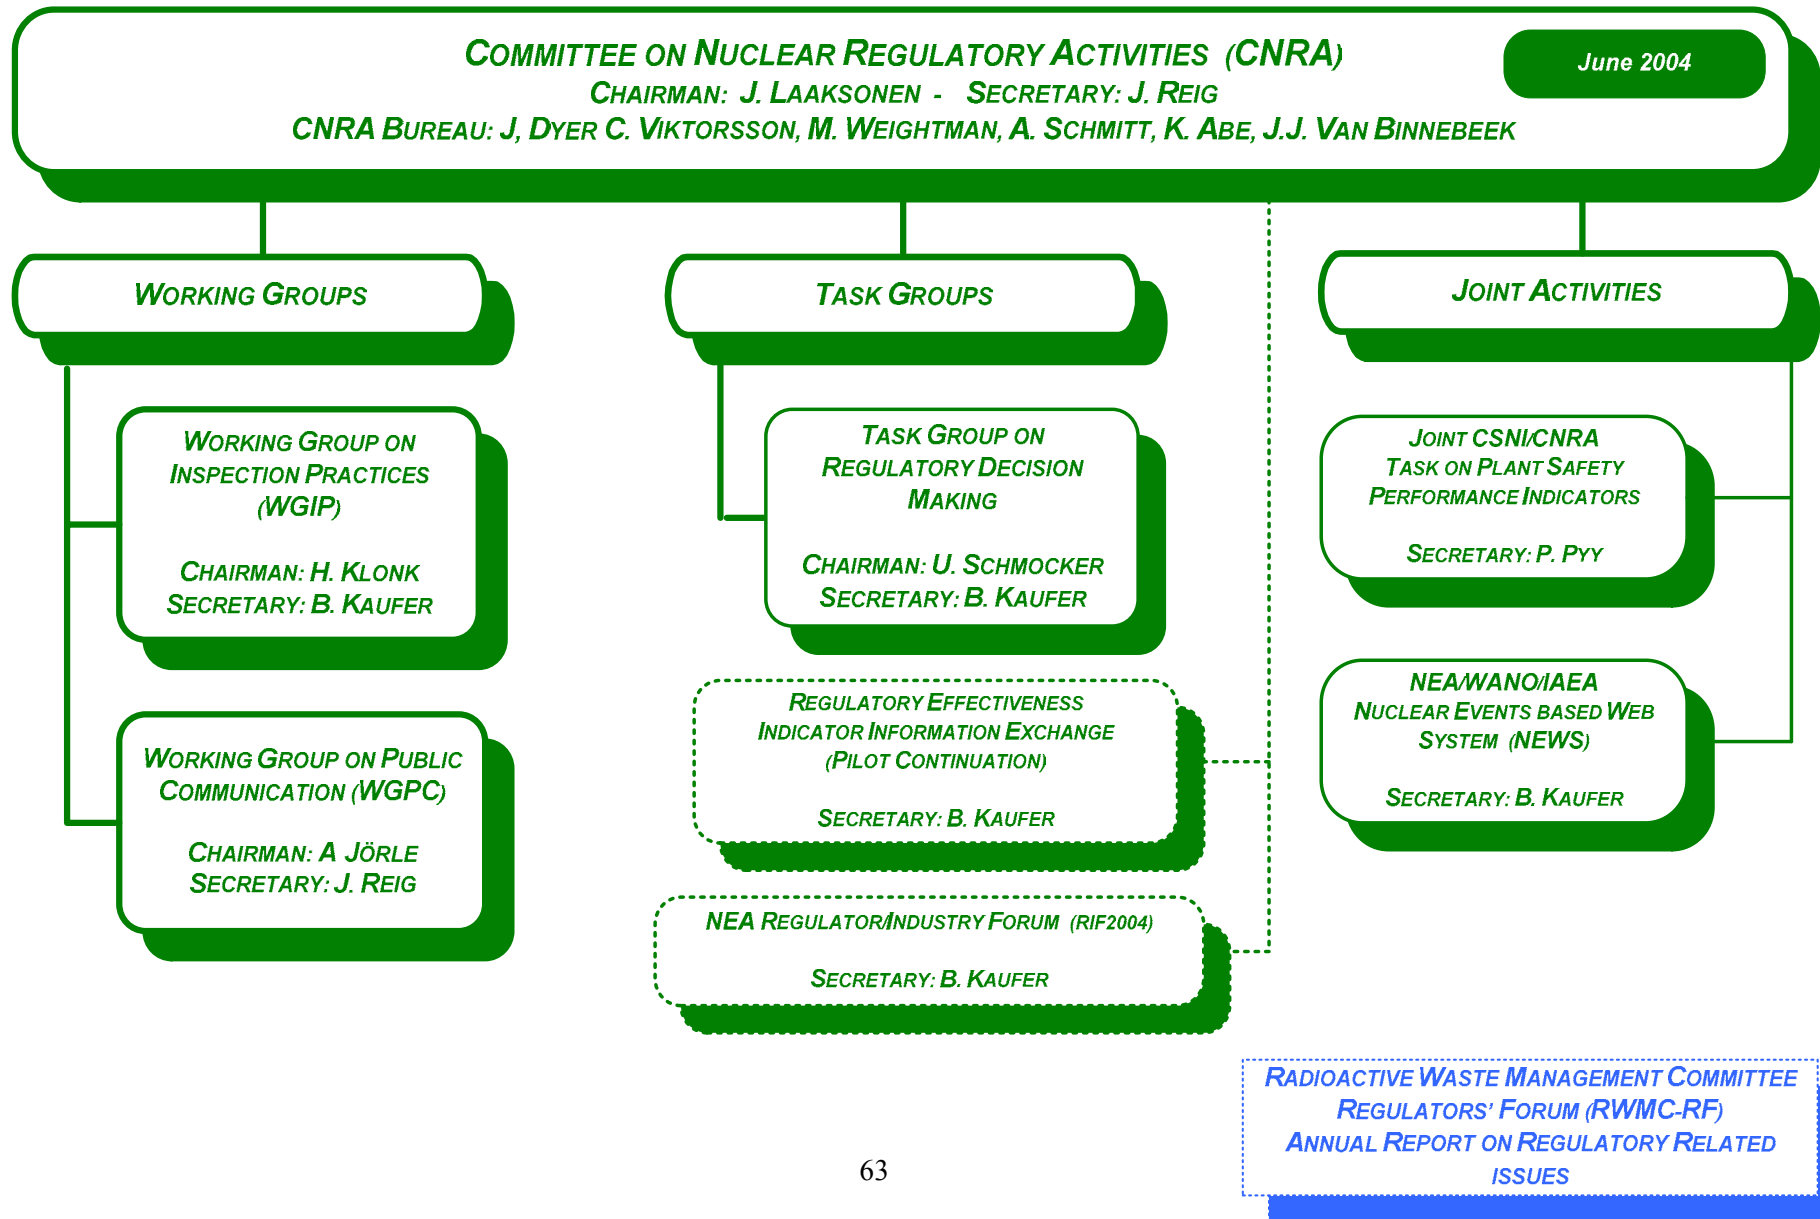 COMMITTEE ON NUCLEAR REGULATORY ACTIVITIES (CNRA)
June 2004
CHAIRMAN: J. LAAKSONEN - SECRETARY: J. REIG
CNRA BUREAU: J, DYER C. VIKTORSSON, M. WEIGHTMAN, A. SCHMITT, K. ABE, J.J. VAN BINNEBEEK
WORKING GROUPS
WORKING GROUP ON
INSPECTION PRACTICES
(WGIP)
CHAIRMAN: H. KLONK
SECRETARY: B. KAUFER
WORKING GROUP ON PUBLIC
COMMUNICATION (WGPC)
CHAIRMAN: A JÖRLE
SECRETARY: J. REIG
TASK GROUPS
TASK GROUP ON
REGULATORY DECISION
MAKING
CHAIRMAN: U. SCHMOCKER
SECRETARY: B. KAUFER
REGULATORY EFFECTIVENESS
INDICATOR INFORMATION EXCHANGE
(PILOT CONTINUATION)
SECRETARY: B. KAUFER
NEA REGULATOR/INDUSTRY FORUM (RIF2004)
SECRETARY: B. KAUFER
JOINT ACTIVITIES
JOINT CSNI/CNRA
TASK ON PLANT SAFETY
PERFORMANCE INDICATORS
SECRETARY: P. PYY
NEA/WANO/IAEA
NUCLEAR EVENTS BASED WEB
SYSTEM (NEWS)
SECRETARY: B. KAUFER
RADIOACTIVE WASTE MANAGEMENT COMMITTEE
REGULATORS' FORUM (RWMC-RF)
ANNUAL REPORT ON REGULATORY RELATED
ISSUES
63